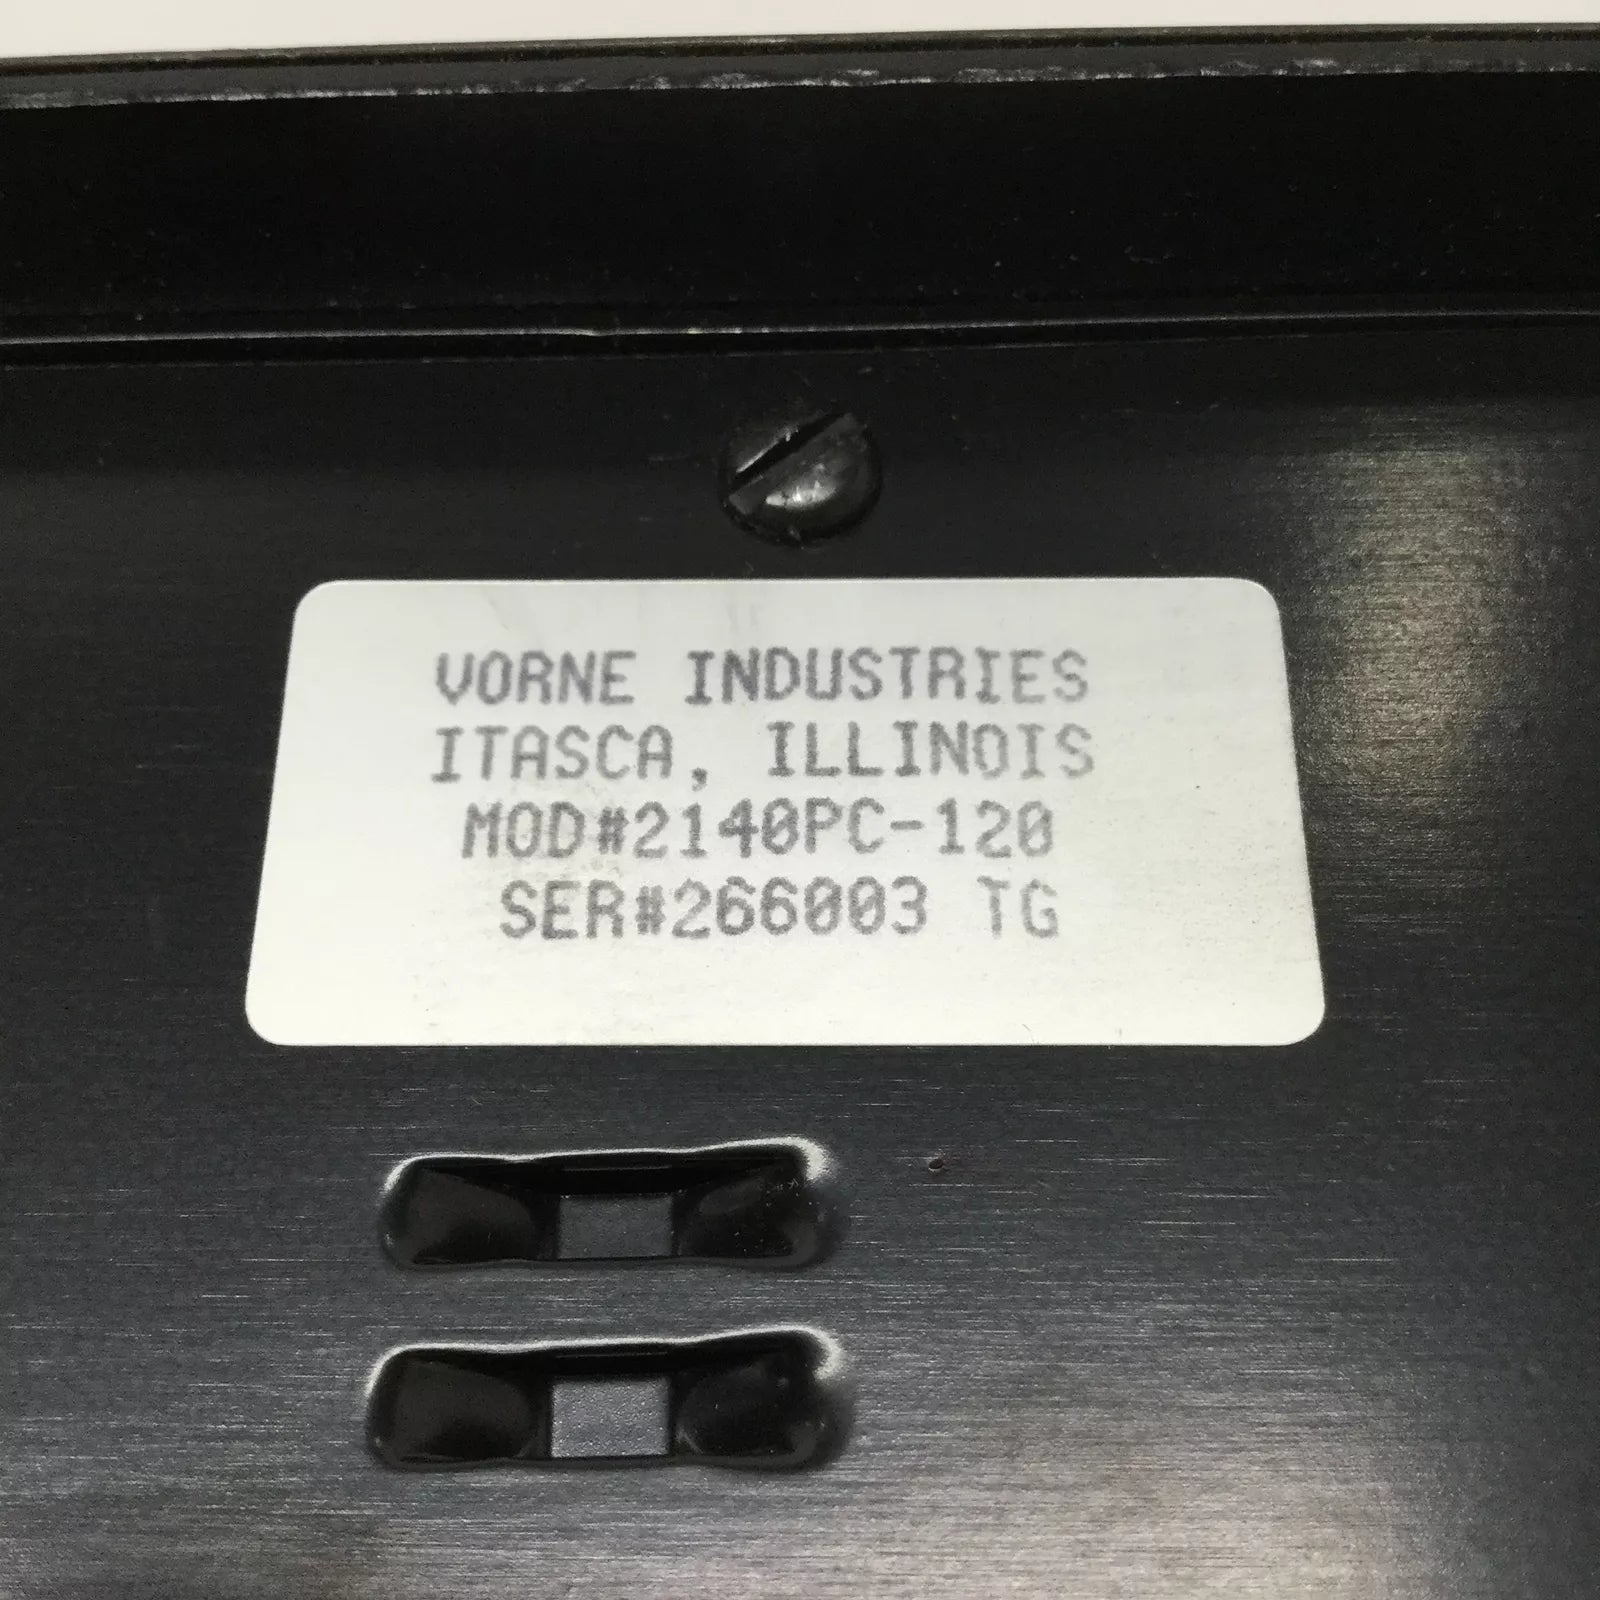 VORNE INDUSTRIES
ITASCA, ILLINOIS
MOD#2140PC-120
SER#266003 TG